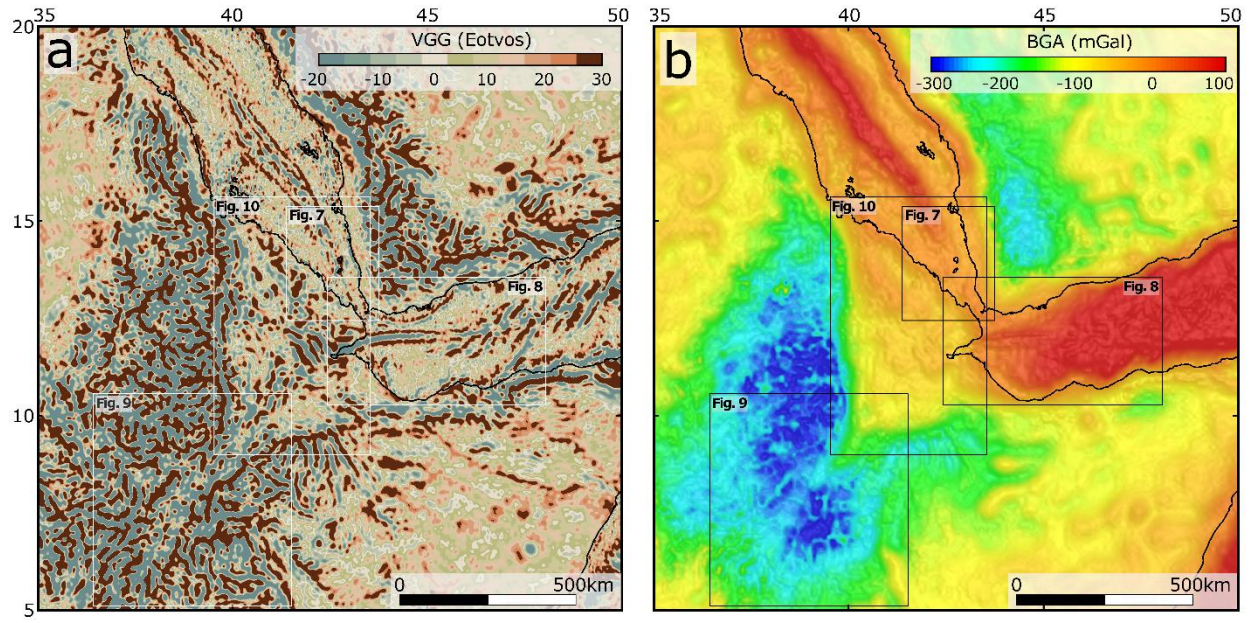 35 40 45 50
20
15
10
5
a
VGG (Eotvos)
-20 -10 0 10 20 30
Fig. 10
Fig. 7
Fig. 8
Fig. 9
0 500km
35 40 45 50
b
BGA (mGal)
-300 -200 -100 0 100
Fig. 10
Fig. 7
Fig. 8
Fig. 9
0 500km